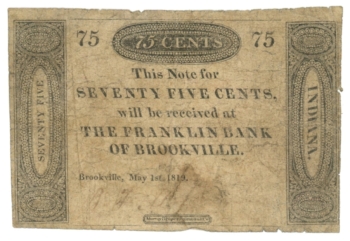 75 75 CENTS 75
This Note for
SEVENTY FIVE CENTS,
will be received at
THE FRANKLIN BANK
OF BROOKVILLE.
Brookville, May 1st, 1819.
SEVENTY FIVE
INDIANA.